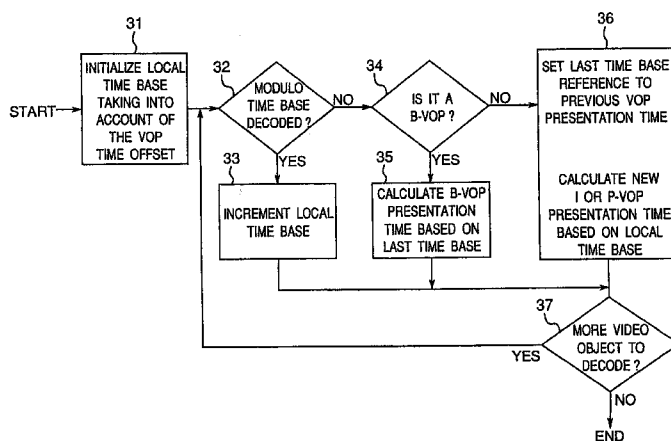 31
START
INITIALIZE LOCAL
TIME BASE
TAKING INTO
ACCOUNT OF
THE VOP
TIME OFFSET
32
MODULO
TIME BASE
DECODED ?
NO
YES
33
INCREMENT LOCAL
TIME BASE
34
IS IT A
B-VOP ?
NO
YES
35
CALCULATE B-VOP
PRESENTATION
TIME BASED ON
LAST TIME BASE
36
SET LAST TIME BASE
REFERENCE TO
PREVIOUS VOP
PRESENTATION TIME
CALCULATE NEW
I OR P-VOP
PRESENTATION TIME
BASED ON LOCAL
TIME BASE
37
MORE VIDEO
OBJECT TO
DECODE ?
YES
NO
END